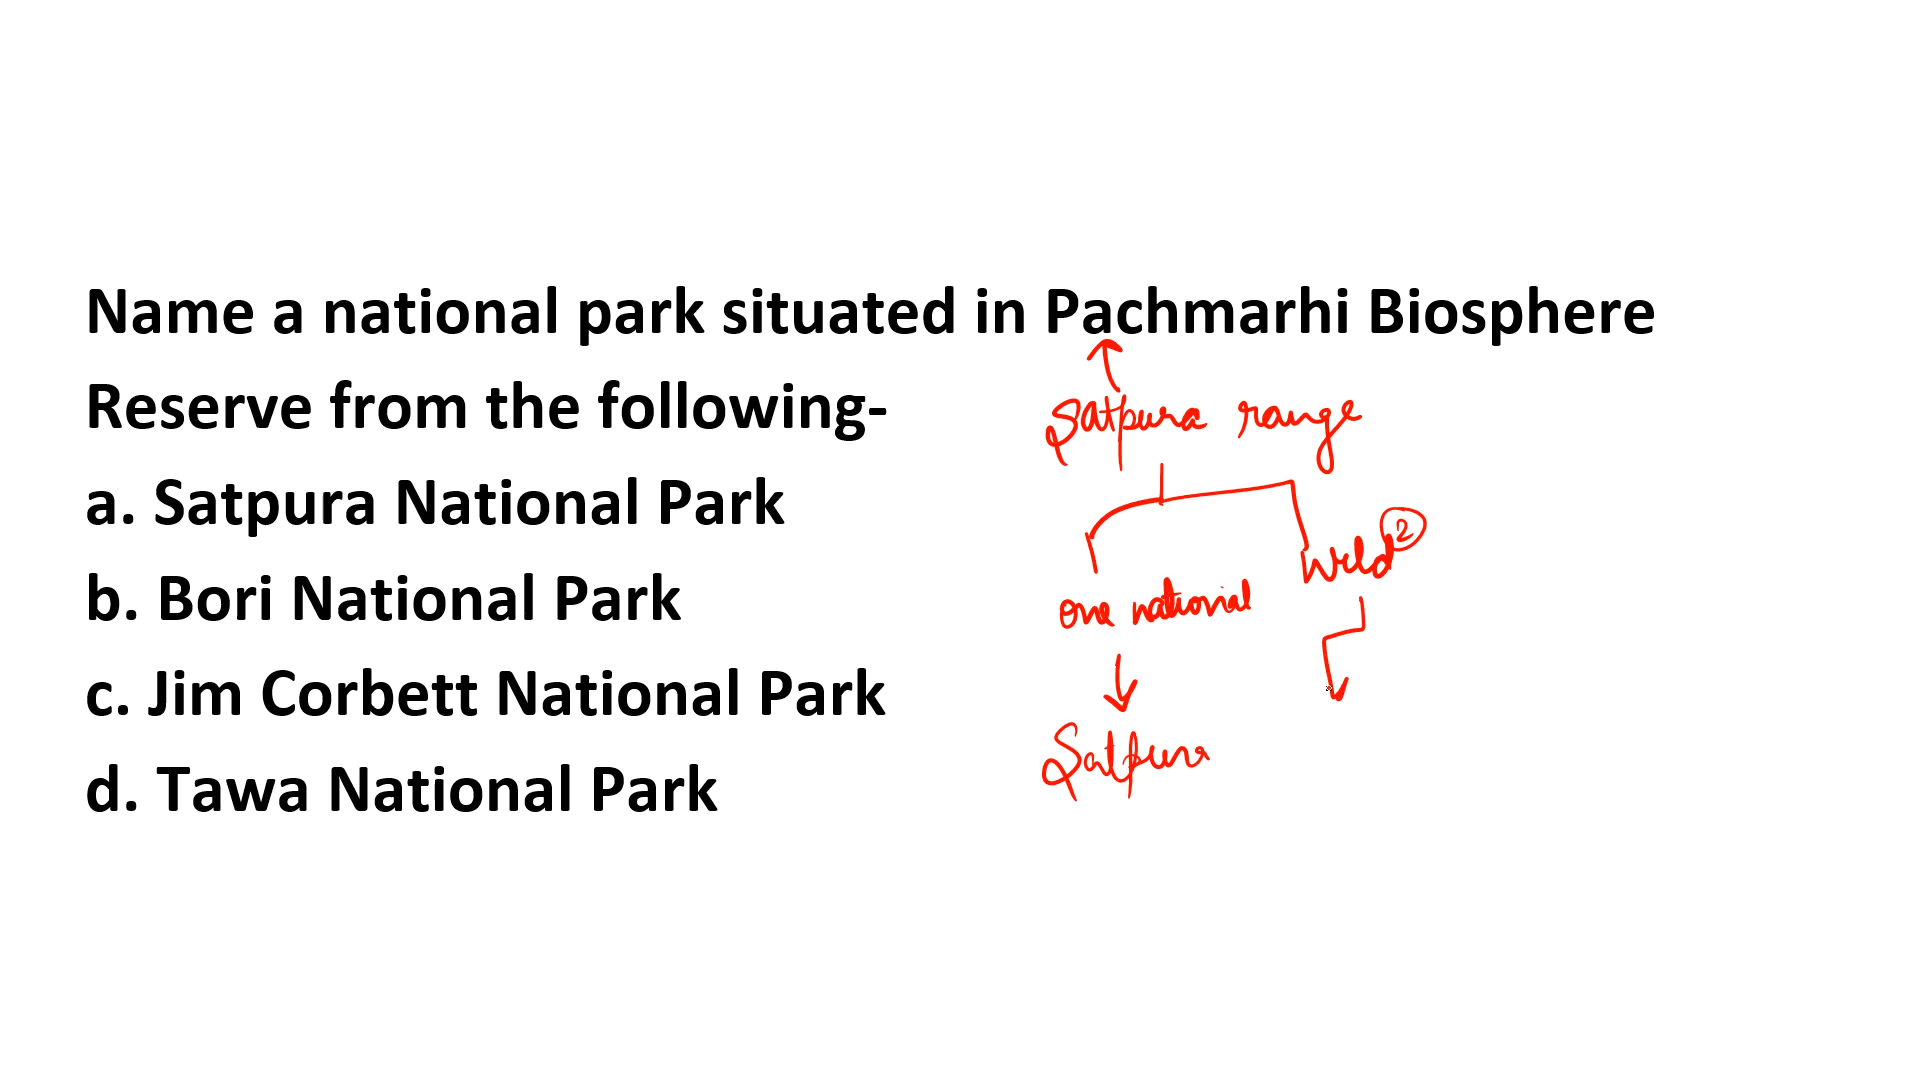 Name a national park situated in Pachmarhi Biosphere
Reserve from the following-
Satpura range
a. Satpura National Park
2
Wild
b. Bori National Park
one national
c. Jim Corbett National Park
Satpura
d. Tawa National Park